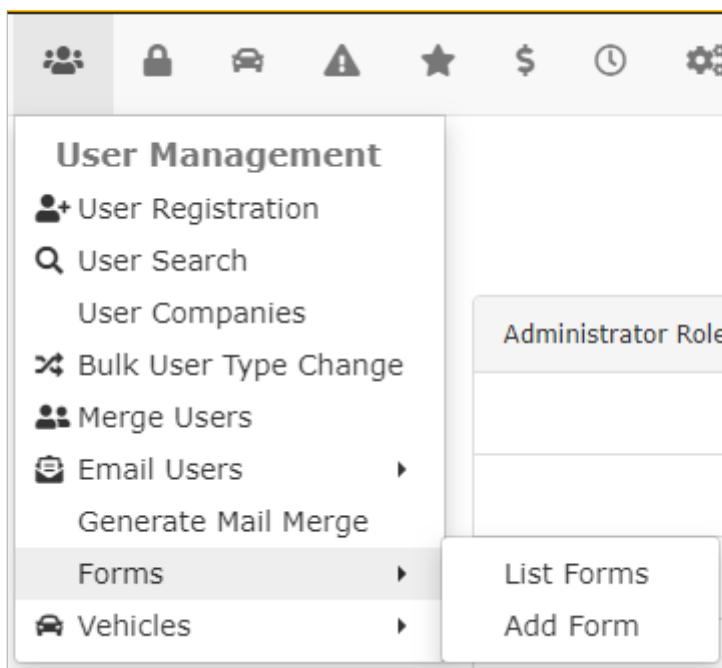 $
User Management
User Registration
User Search
User Companies
Administrator Role
Bulk User Type Change
Merge Users
Email Users
Generate Mail Merge
Forms
List Forms
Vehicles
Add Form